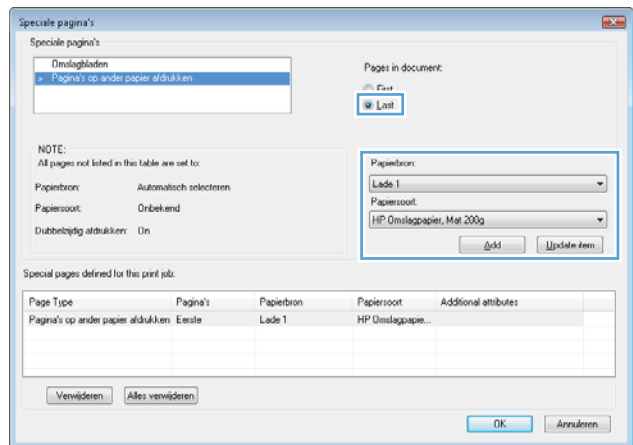 Speciale pagina's
Speciale pagina's
Omslagbladen
» Pagina's op ander papier afdrukken
Pages in document:
First
Last
NOTE:
All pages not listed in this table are set to:
Papierbron: Automatisch selecteren
Papiersoort: Onbekend
Dubbelzijdig afdrukken: On
Papierbron:
Lade 1
Papiersoort:
HP Omslagpapier, Mat 200g
Add Update item
Special pages defined for this print job:
Page Type Pagina's Papierbron Papiersoort Additional attributes
Pagina's op ander papier afdrukken Eerste Lade 1 HP Omslagpapie...
Verwijderen Alles verwijderen
OK Annuleren